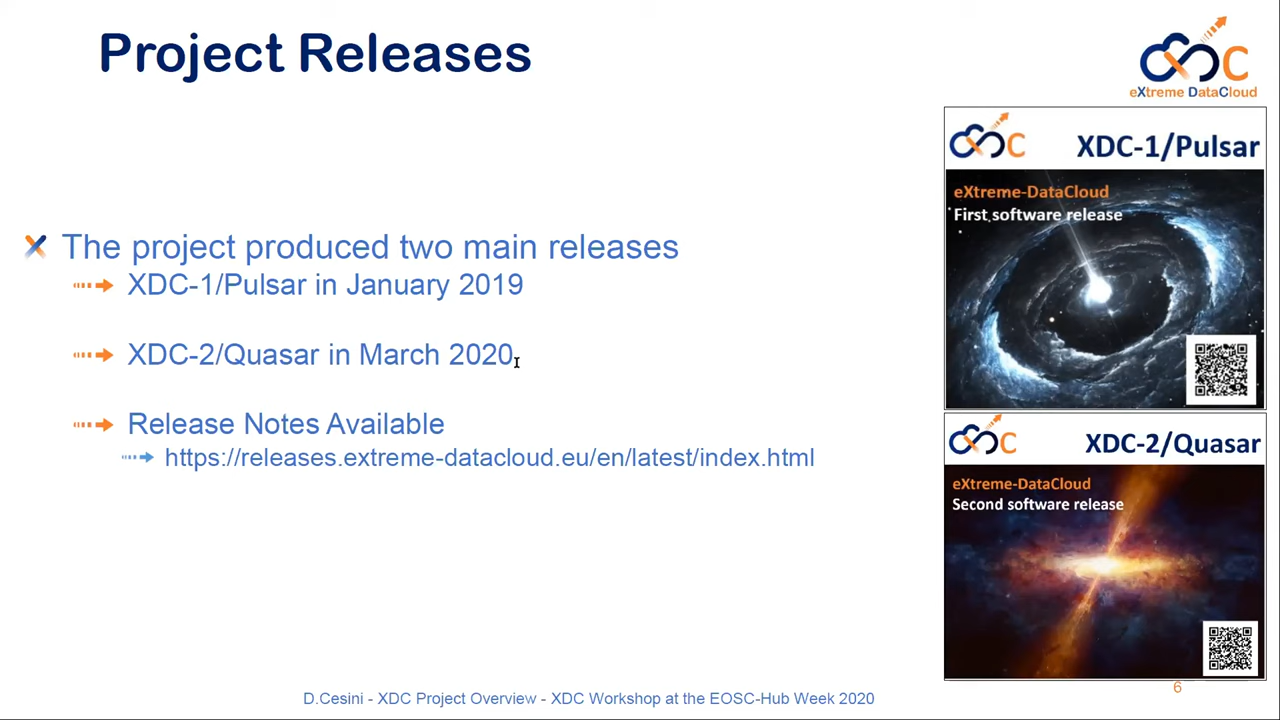 Project Releases
XDC
eXtreme DataCloud
The project produced two main releases
XDC-1/Pulsar in January 2019
XDC-2/Quasar in March 2020
Release Notes Available
https://releases.extreme-datacloud.eu/en/latest/index.html
XDC
XDC-1/Pulsar
eXtreme-DataCloud
First software release
XDC
XDC-2/Quasar
eXtreme-DataCloud
Second software release
D.Cesini - XDC Project Overview - XDC Workshop at the EOSC-Hub Week 2020
6